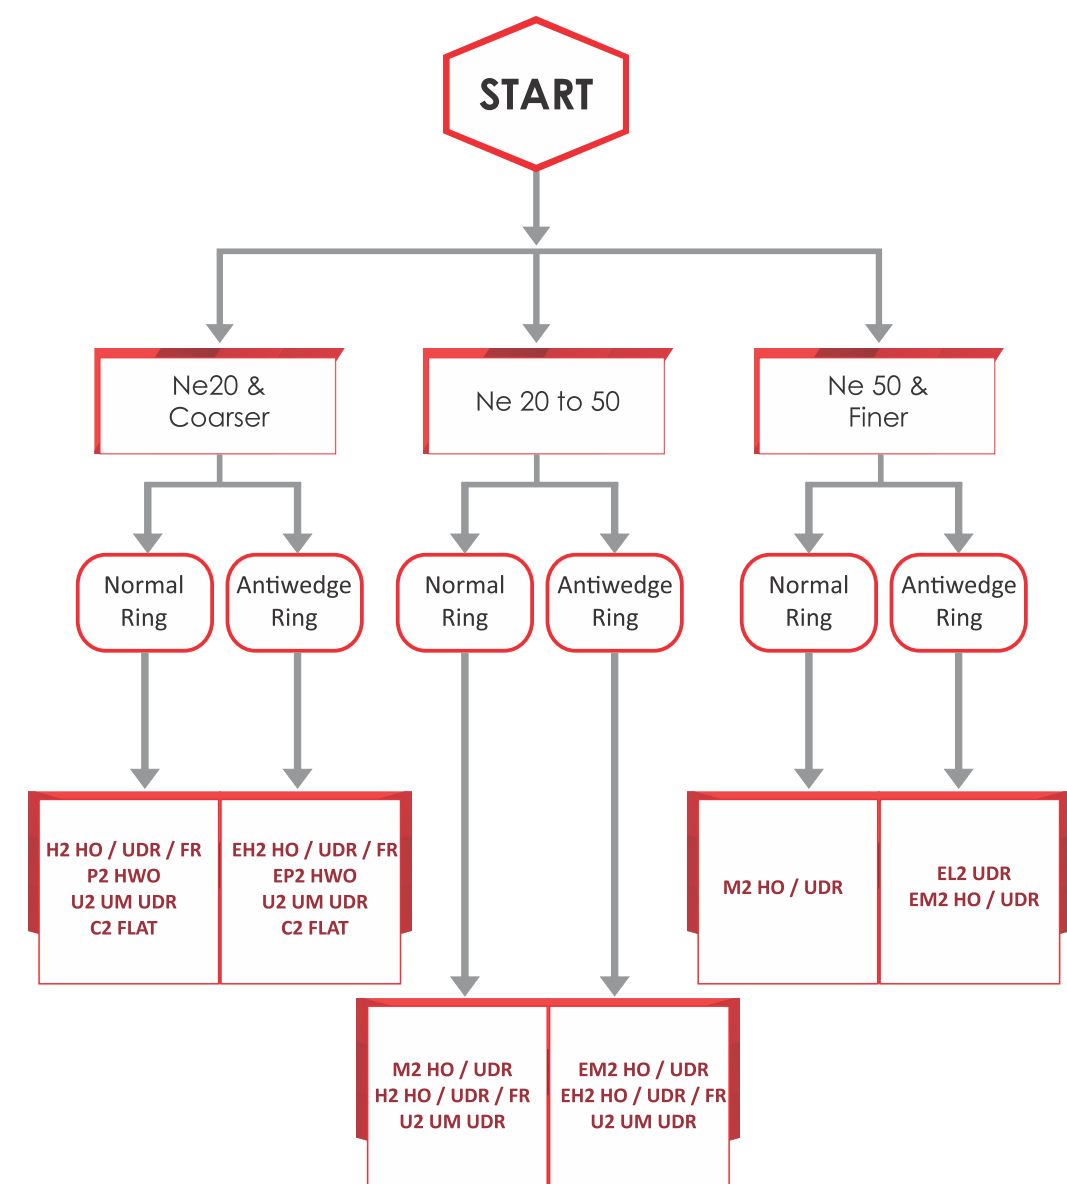 START
Ne20 &
Coarser
Ne 20 to 50
Ne 50 &
Finer
Normal
Ring
Antiwedge
Ring
Normal
Ring
Antiwedge
Ring
Normal
Ring
Antiwedge
Ring
H2 HO / UDR / FR
P2 HWO
U2 UM UDR
C2 FLAT
EH2 HO / UDR / FR
EP2 HWO
U2 UM UDR
C2 FLAT
M2 HO / UDR
EL2 UDR
EM2 HO / UDR
M2 HO / UDR
H2 HO / UDR / FR
U2 UM UDR
EM2 HO / UDR
EH2 HO / UDR / FR
U2 UM UDR